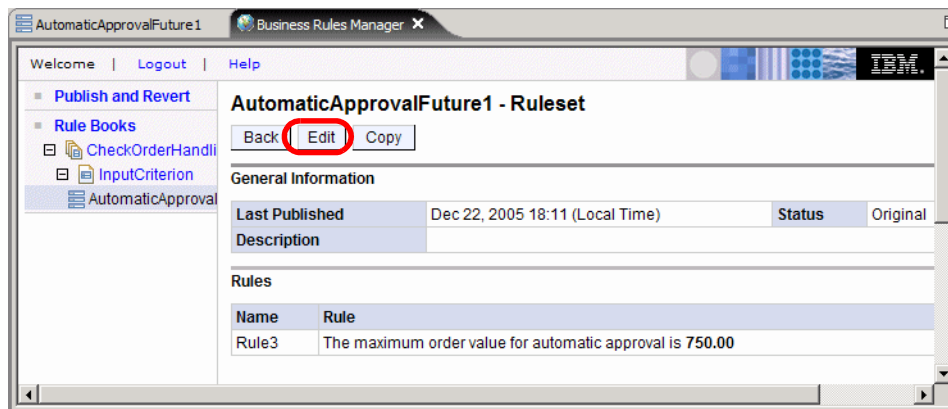 AutomaticApprovalFuture1
Business Rules Manager
Welcome | Logout | Help
IBM.
Publish and Revert
Rule Books
CheckOrderHandli
InputCriterion
AutomaticApproval
AutomaticApprovalFuture1 - Ruleset
Back Edit Copy
General Information
Last Published Dec 22, 2005 18:11 (Local Time) Status Original
Description
Rules
Name Rule
Rule3 The maximum order value for automatic approval is 750.00